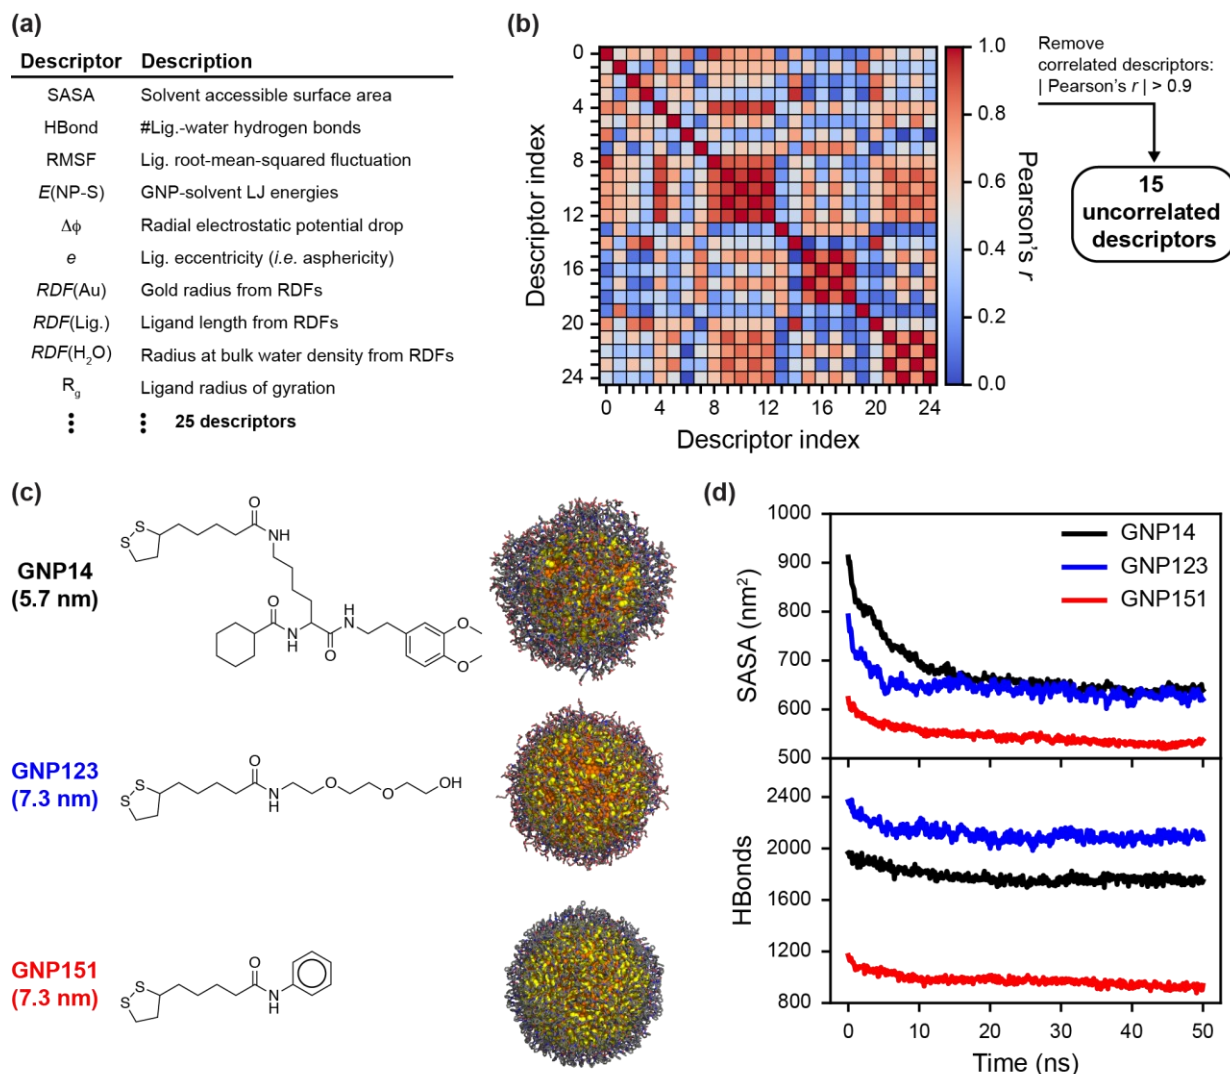 (a)
Descriptor Description
SASA Solvent accessible surface area
HBond #Lig.-water hydrogen bonds
RMSF Lig. root-mean-squared fluctuation
E(NP-S) GNP-solvent LJ energies
Δϕ Radial electrostatic potential drop
e Lig. eccentricity (i.e. asphericity)
RDF(Au) Gold radius from RDFs
RDF(Lig.) Ligand length from RDFs
RDF(H₂O) Radius at bulk water density from RDFs
Rg Ligand radius of gyration
25 descriptors
(b)
0
4
8
12
16
20
24
Descriptor index
0 4 8 12 16 20 24
Descriptor index
1.0
0.8
0.6
0.4
0.2
0.0
Pearson's r
Remove
correlated descriptors:
| Pearson's r | > 0.9
15
uncorrelated
descriptors
(c)
GNP14
(5.7 nm)
S
S
O
N
H
O
N
H
O
H
N
O
O
GNP123
(7.3 nm)
S
S
O
N
H
O
O
OH
GNP151
(7.3 nm)
S
S
O
N
H
(d)
1000
900
800
700
600
500
SASA (nm²)
GNP14
GNP123
GNP151
2400
2000
1600
1200
800
HBonds
0 10 20 30 40 50
Time (ns)